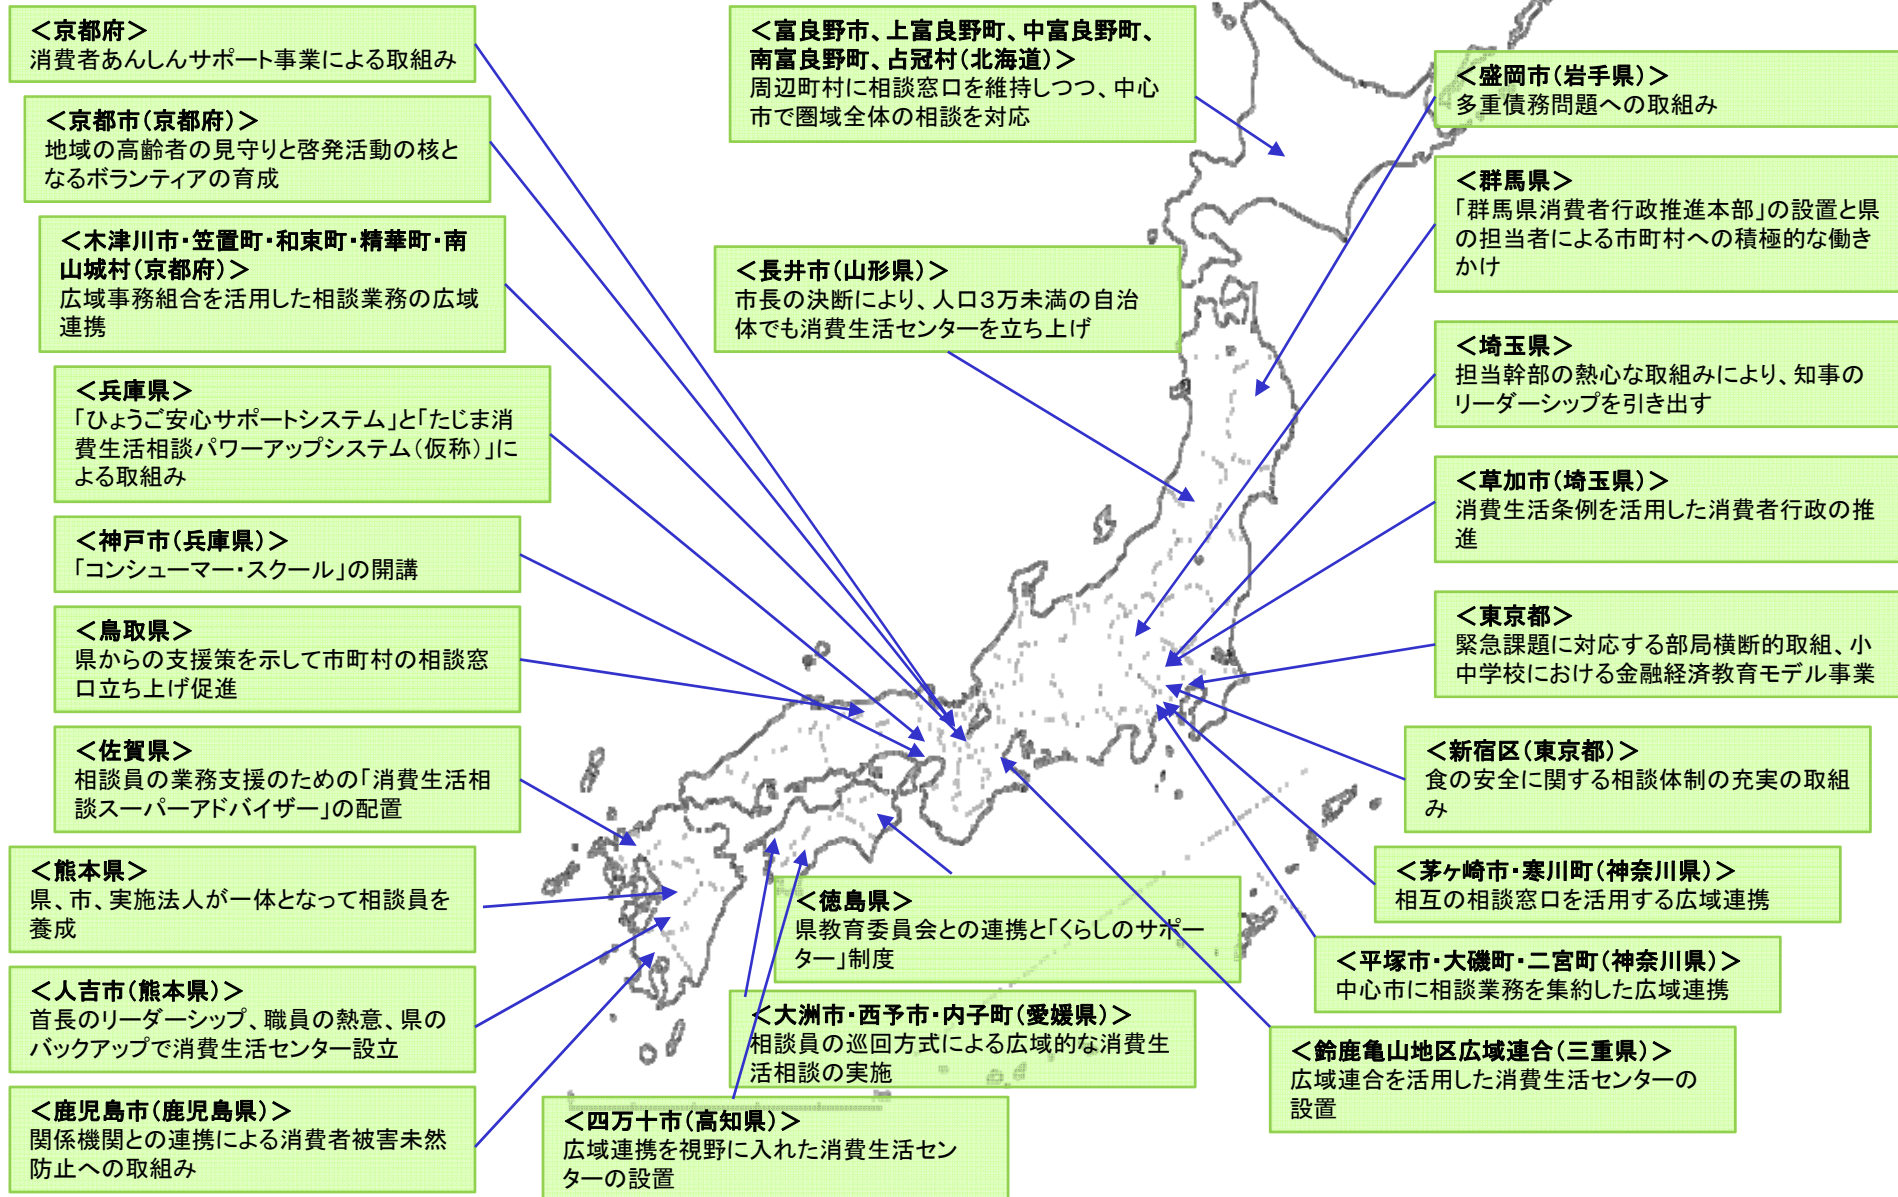 ＜京都府＞
消費者あんしんサポート事業による取組み
＜京都市（京都府）＞
地域の高齢者の見守りと啓発活動の核と
なるボランティアの育成
＜木津川市・笠置町・和束町・精華町・南
山城村（京都府）＞
広域事務組合を活用した相談業務の広域
連携
＜兵庫県＞
「ひょうご安心サポートシステム」と「たじま消
費生活相談パワーアップシステム（仮称）」に
よる取組み
＜神戸市（兵庫県）＞
「コンシューマー・スクール」の開講
＜鳥取県＞
県からの支援策を示して市町村の相談窓
口立ち上げ促進
＜佐賀県＞
相談員の業務支援のための「消費生活相
談スーパーアドバイザー」の配置
＜熊本県＞
県、市、実施法人が一体となって相談員を
養成
＜人吉市（熊本県）＞
首長のリーダーシップ、職員の熱意、県の
バックアップで消費生活センター設立
＜鹿児島市（鹿児島県）＞
関係機関との連携による消費者被害未然
防止への取組み
＜富良野市、上富良野町、中富良野町、
南富良野町、占冠村（北海道）＞
周辺町村に相談窓口を維持しつつ、中心
市で圏域全体の相談を対応
＜長井市（山形県）＞
市長の決断により、人口３万未満の自治
体でも消費生活センターを立ち上げ
＜徳島県＞
県教育委員会との連携と「くらしのサポー
ター」制度
＜大洲市・西予市・内子町（愛媛県）＞
相談員の巡回方式による広域的な消費生
活相談の実施
＜四万十市（高知県）＞
広域連携を視野に入れた消費生活セン
ターの設置
＜盛岡市（岩手県）＞
多重債務問題への取組み
＜群馬県＞
「群馬県消費者行政推進本部」の設置と県
の担当者による市町村への積極的な働き
かけ
＜埼玉県＞
担当幹部の熱心な取組みにより、知事の
リーダーシップを引き出す
＜草加市（埼玉県）＞
消費生活条例を活用した消費者行政の推
進
＜東京都＞
緊急課題に対応する部局横断的取組、小
中学校における金融経済教育モデル事業
＜新宿区（東京都）＞
食の安全に関する相談体制の充実の取組
み
＜茅ヶ崎市・寒川町（神奈川県）＞
相互の相談窓口を活用する広域連携
＜平塚市・大磯町・二宮町（神奈川県）＞
中心市に相談業務を集約した広域連携
＜鈴鹿亀山地区広域連合（三重県）＞
広域連合を活用した消費生活センターの
設置